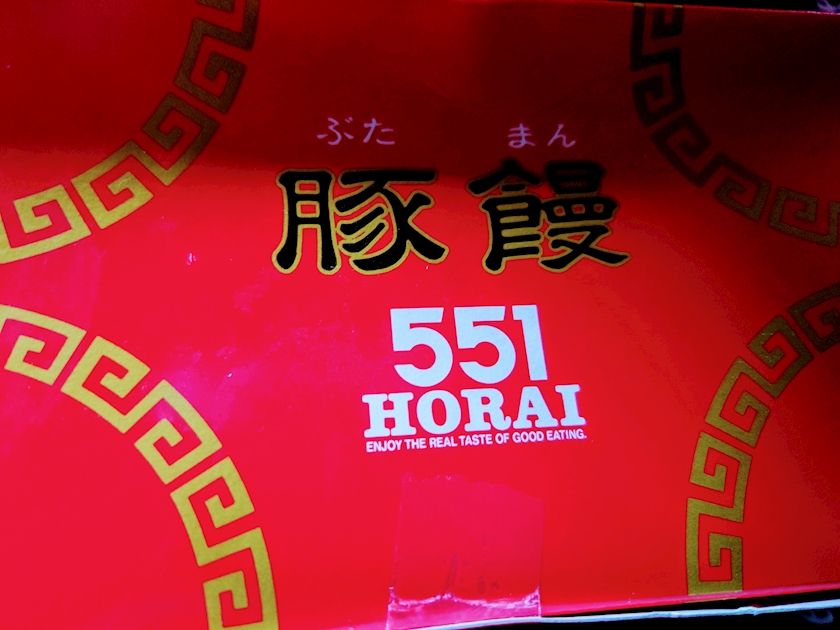 ぶた まん
豚饅
551
HORAI
ENJOY THE REAL TASTE OF GOOD EATING.